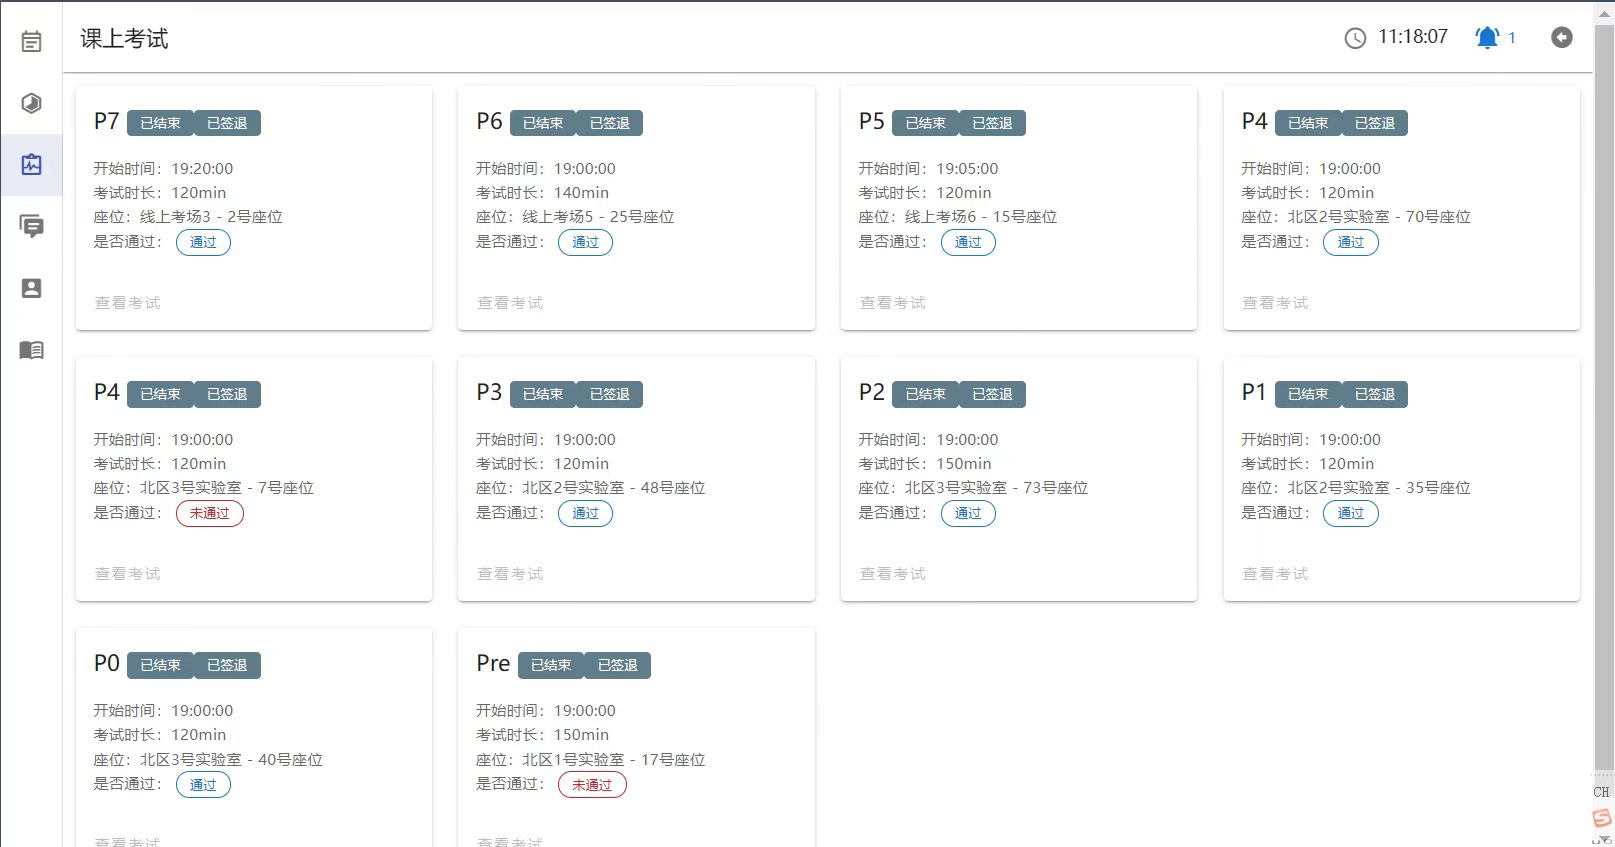 课上考试
11:18:07
1
P7 已结束 已签退
开始时间：19:20:00
考试时长：120min
座位：线上考场3 - 2号座位
是否通过： 通过
查看考试
P6 已结束 已签退
开始时间：19:00:00
考试时长：140min
座位：线上考场5 - 25号座位
是否通过： 通过
查看考试
P5 已结束 已签退
开始时间：19:05:00
考试时长：120min
座位：线上考场6 - 15号座位
是否通过： 通过
查看考试
P4 已结束 已签退
开始时间：19:00:00
考试时长：120min
座位：北区2号实验室 - 70号座位
是否通过： 通过
查看考试
P4 已结束 已签退
开始时间：19:00:00
考试时长：120min
座位：北区3号实验室 - 7号座位
是否通过： 未通过
查看考试
P3 已结束 已签退
开始时间：19:00:00
考试时长：120min
座位：北区2号实验室 - 48号座位
是否通过： 通过
查看考试
P2 已结束 已签退
开始时间：19:00:00
考试时长：150min
座位：北区3号实验室 - 73号座位
是否通过： 通过
查看考试
P1 已结束 已签退
开始时间：19:00:00
考试时长：120min
座位：北区2号实验室 - 35号座位
是否通过： 通过
查看考试
P0 已结束 已签退
开始时间：19:00:00
考试时长：120min
座位：北区3号实验室 - 40号座位
是否通过： 通过
查看考试
Pre 已结束 已签退
开始时间：19:00:00
考试时长：150min
座位：北区1号实验室 - 17号座位
是否通过： 未通过
查看考试
CH